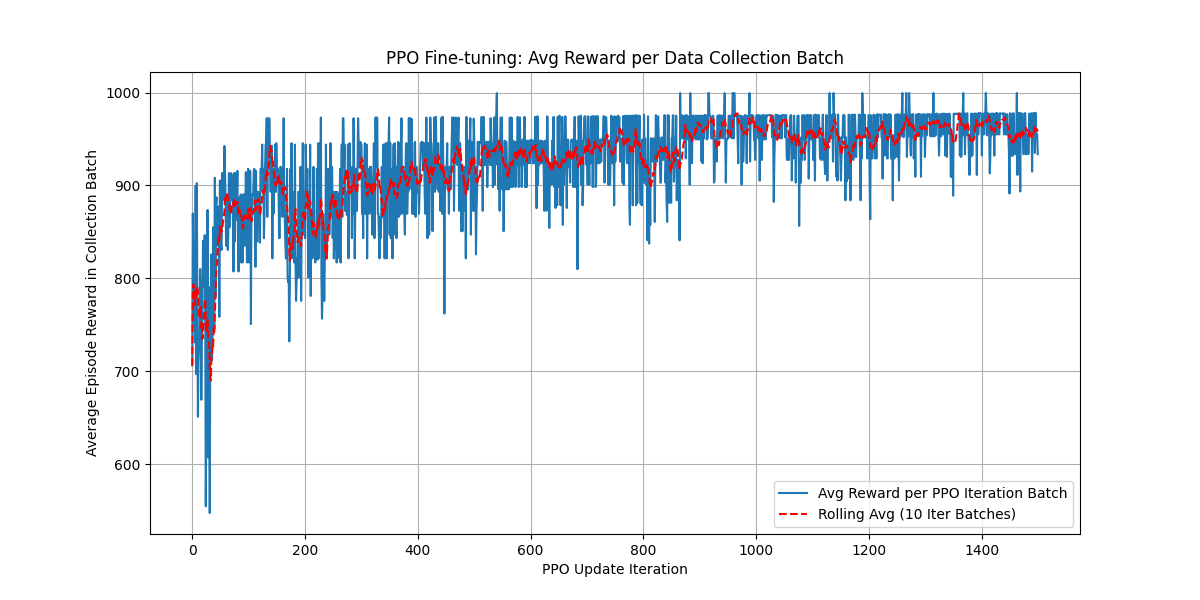 PPO Fine-tuning: Avg Reward per Data Collection Batch
Average Episode Reward in Collection Batch
1000
900
800
700
600
0 200 400 600 800 1000 1200 1400
PPO Update Iteration
Avg Reward per PPO Iteration Batch
Rolling Avg (10 Iter Batches)